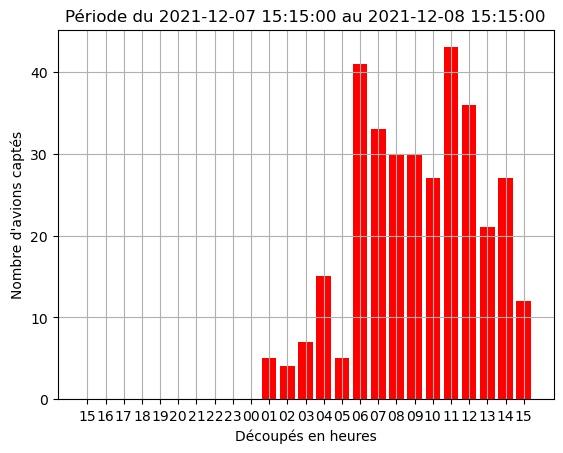 Période du 2021-12-07 15:15:00 au 2021-12-08 15:15:00
Nombre d'avions captés
40
30
20
10
0
15 16 17 18 19 20 21 22 23 00 01 02 03 04 05 06 07 08 09 10 11 12 13 14 15
Découpés en heures